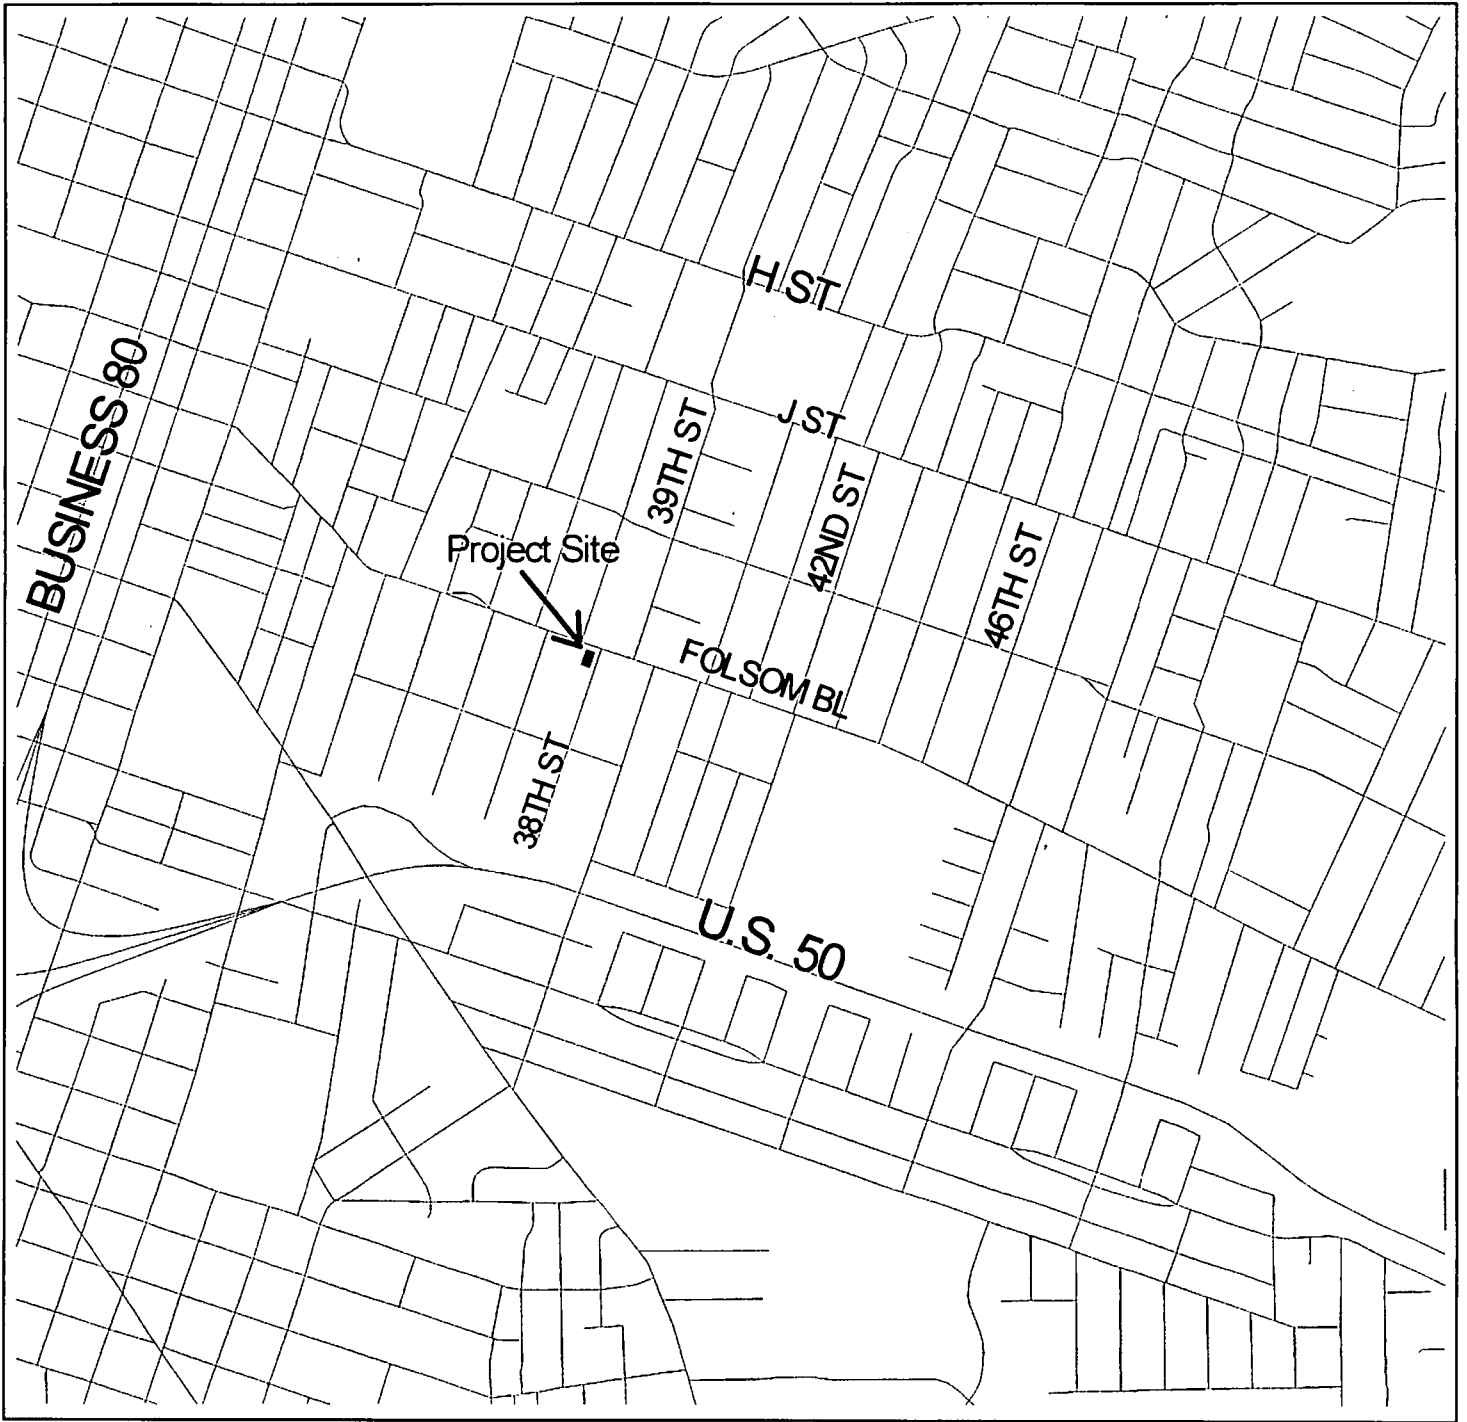 H ST
BUSINESS 80
J ST
39TH ST
42ND ST
Project Site
46TH ST
FOLSOM BL
38TH ST
U.S. 50